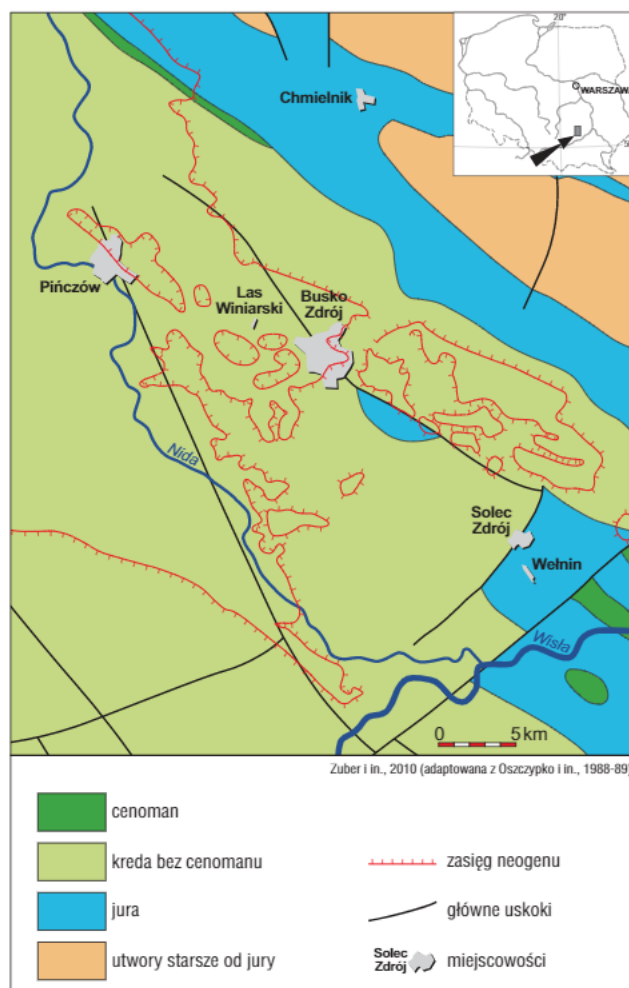 20°
WARSZAWA
Chmielnik
Pińczów
Las
Winiarski
Busko
Zdrój
Nida
Solec
Zdrój
Wełnin
Wisła
0 5 km
Zuber i in., 2010 (adaptowana z Oszczypko i in., 1988-89)
cenoman
kreda bez cenomanu
zasięg neogenu
jura
główne uskoki
utwory starsze od jury
Solec
Zdrój
miejscowości